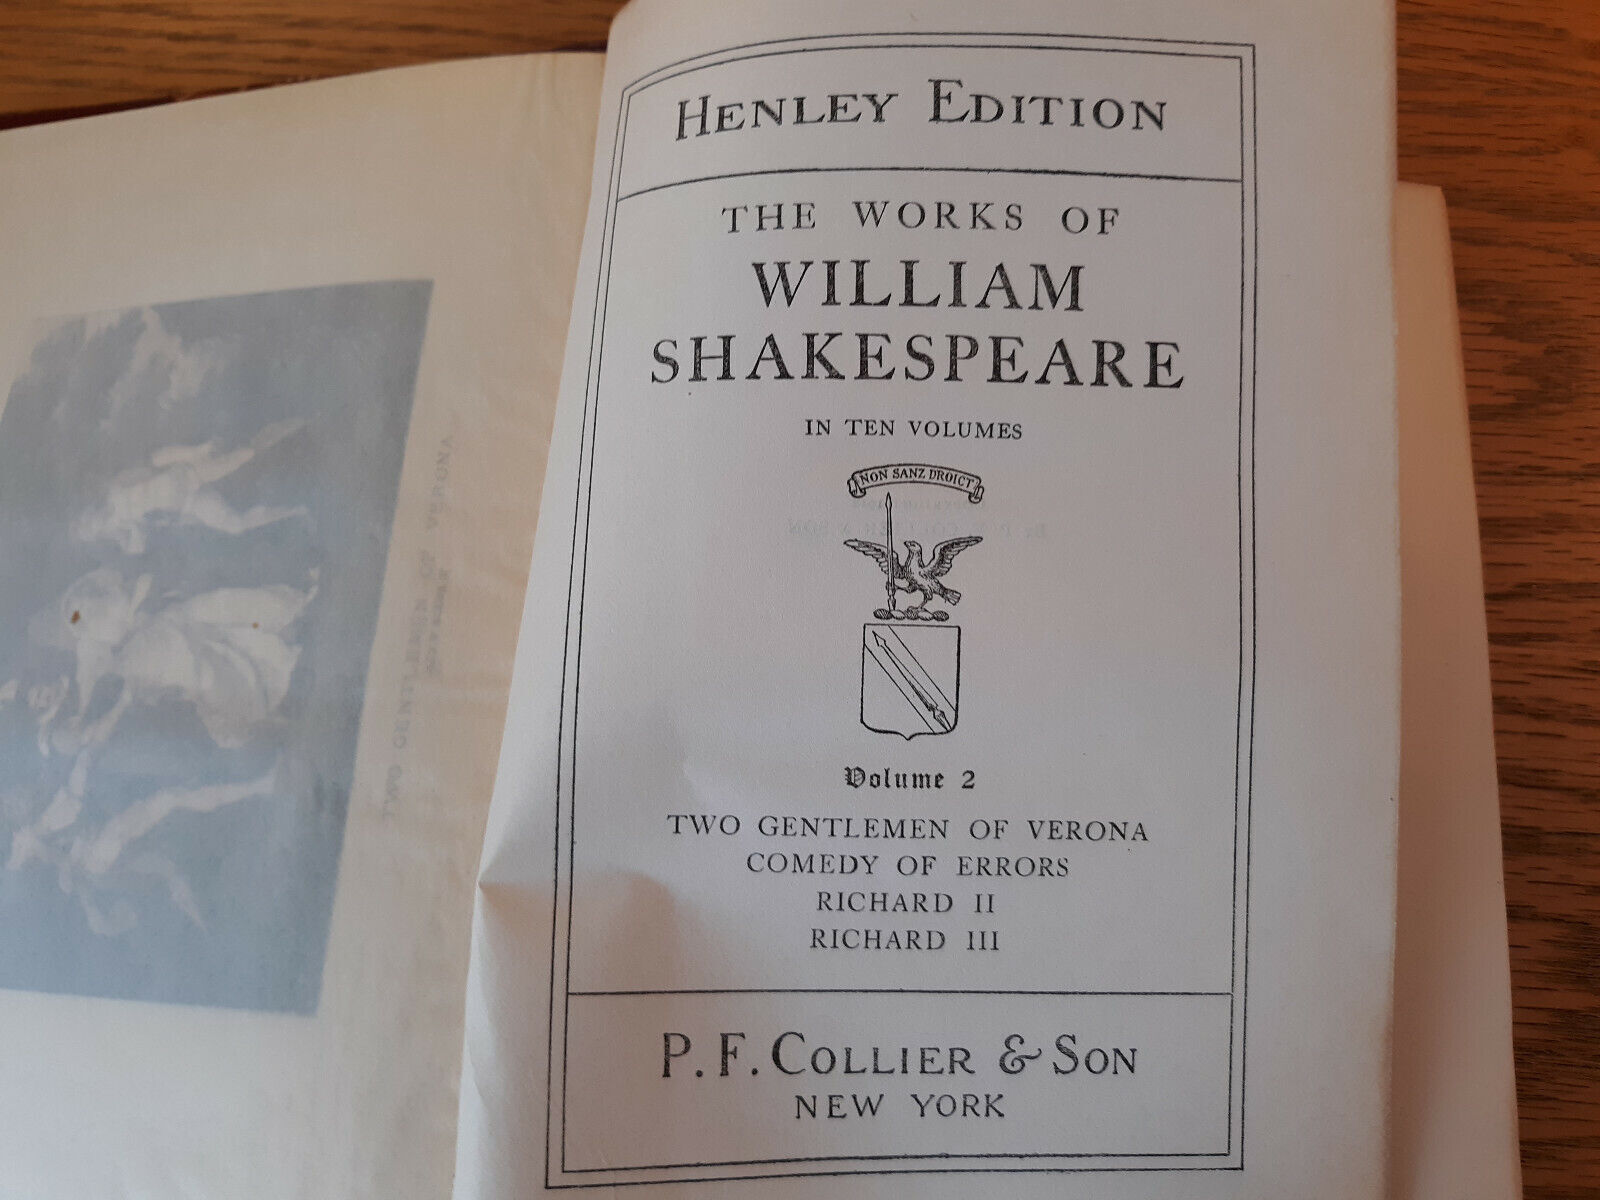 HENLEY EDITION
THE WORKS OF
WILLIAM
SHAKESPEARE
IN TEN VOLUMES
NON SANZ DROICT
Volume 2
TWO GENTLEMEN OF VERONA
COMEDY OF ERRORS
RICHARD II
RICHARD III
P. F. COLLIER & SON
NEW YORK
TWO GENTLEMEN OF VERONA